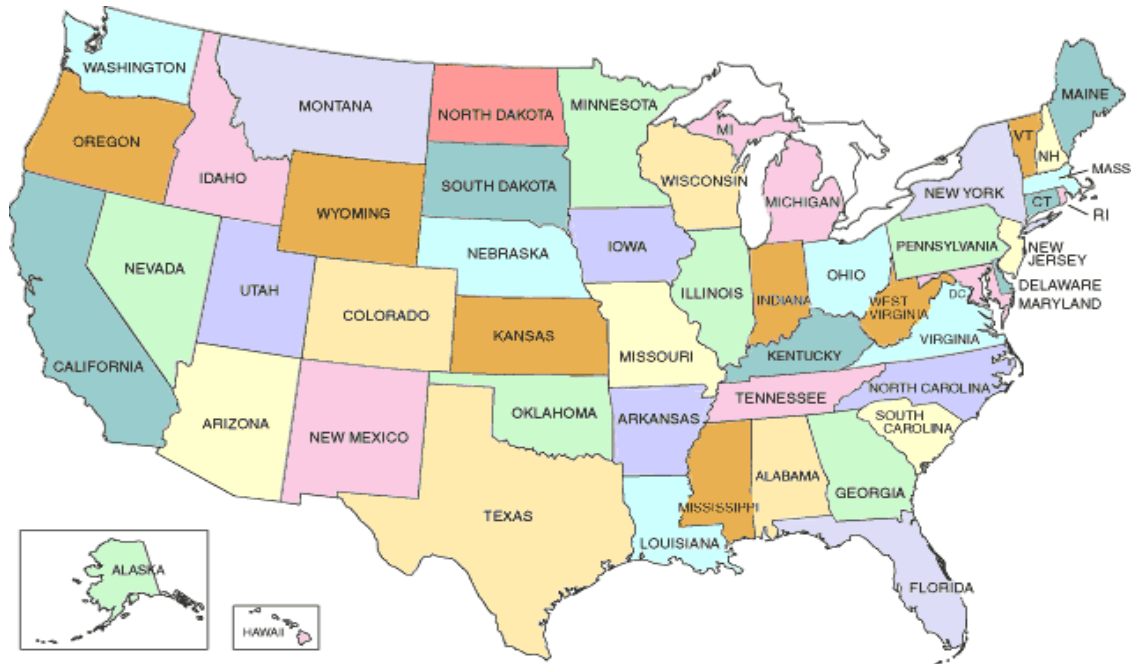 WASHINGTON
MONTANA
NORTH DAKOTA
MINNESOTA
MAINE
OREGON
IDAHO
SOUTH DAKOTA
WISCONSIN
MI
MICHIGAN
VT
NH
MASS
NEW YORK
CT
RI
WYOMING
NEBRASKA
IOWA
PENNSYLVANIA
NEW
JERSEY
NEVADA
UTAH
COLORADO
ILLINOIS
INDIANA
OHIO
WEST
VIRGINIA
DC
DELAWARE
MARYLAND
CALIFORNIA
KANSAS
MISSOURI
KENTUCKY
VIRGINIA
ARIZONA
NEW MEXICO
OKLAHOMA
ARKANSAS
TENNESSEE
NORTH CAROLINA
SOUTH
CAROLINA
TEXAS
LOUISIANA
MISSISSIPPI
ALABAMA
GEORGIA
FLORIDA
ALASKA
HAWAII